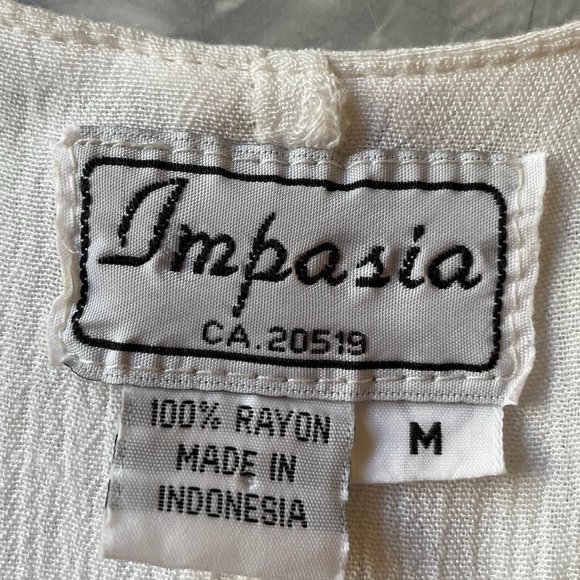 Impasia
CA.20519
100% RAYON
MADE IN
INDONESIA
M